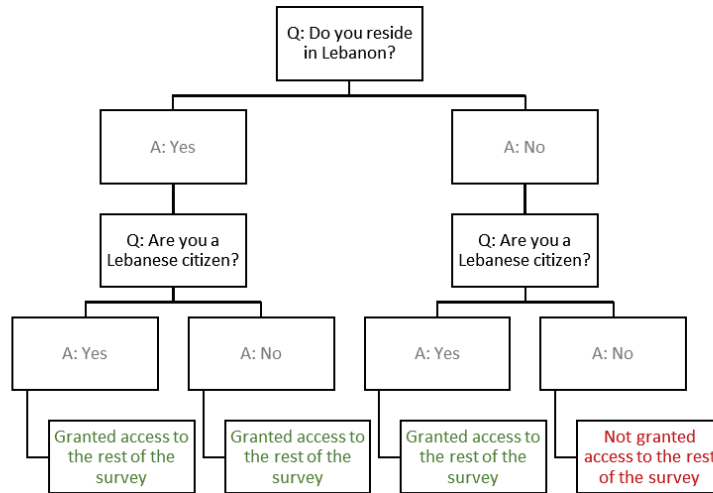 Q: Do you reside
in Lebanon?
A: Yes
A: No
Q: Are you a
Lebanese citizen?
Q: Are you a
Lebanese citizen?
A: Yes
A: No
A: Yes
A: No
Granted access to
the rest of the
survey
Granted access to
the rest of the
survey
Granted access to
the rest of the
survey
Not granted
access to the rest
of the survey